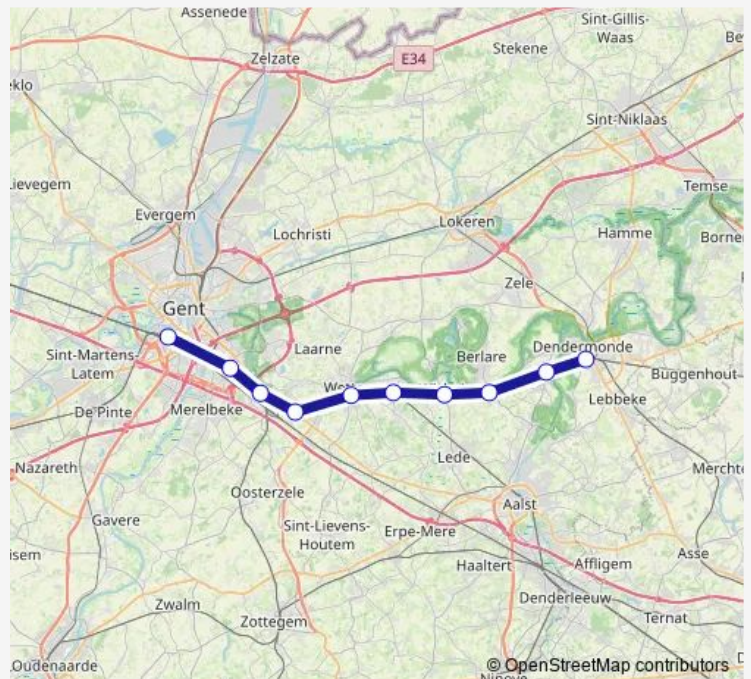 Assenede
Sint-Gillis-
Waas
Stekene
Zelzate
E34
eklo
Sint-Niklaas
ievegem
Temse
Evergem
Lochristi
Lokeren
Hamme
Borne
Zele
Gent
Laarne
Dendermonde
Sint-Martens-
Latem
Berlare
Buggenhout
De Pinte
Merelbeke
Lebbeke
Lede
Nazareth
Merchte
Oosterzele
Aalst
Gavere
Sint-Lievens-
Houtem
Erpe-Mere
Asse
isem
Haaltert
Affligem
Zwalm
Denderleeuw
Zottegem
Ternat
Oudenaarde
© OpenStreetMap contributors